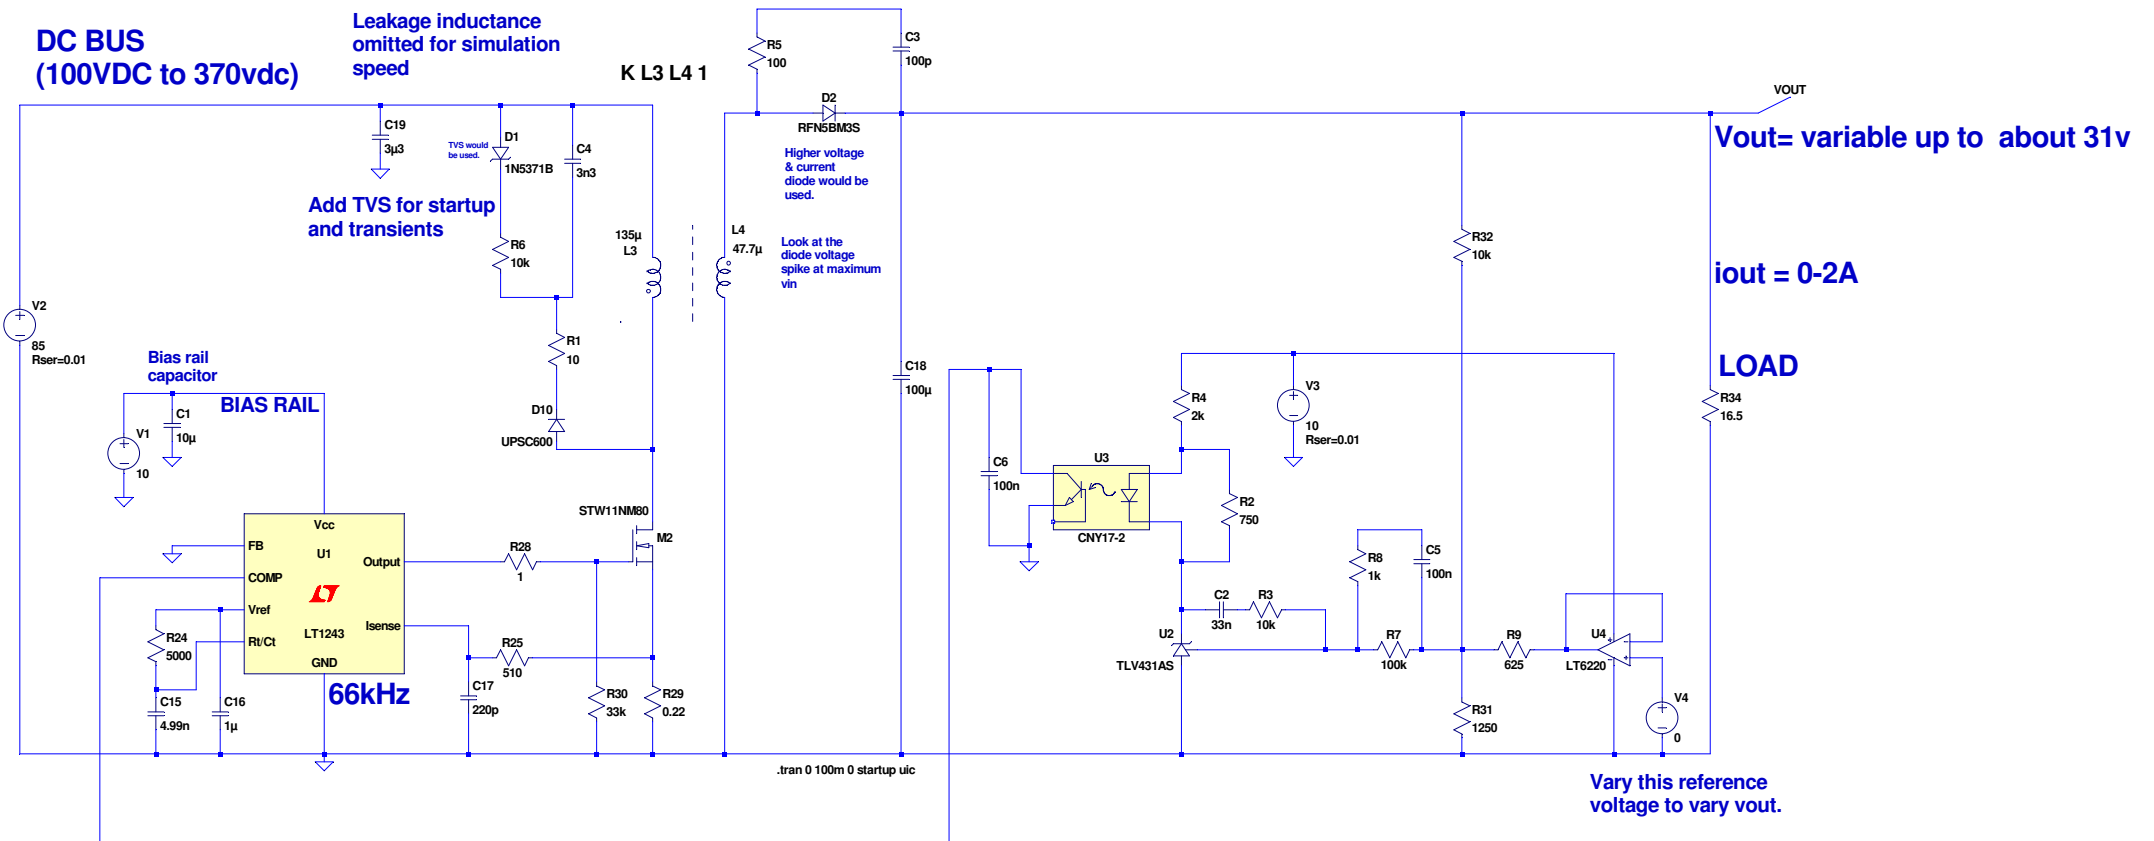 DC BUS
(100VDC to 370vdc)
Leakage inductance
omitted for simulation
speed
K L3 L4 1
R5
100
C3
100p
D2
RFN5BM3S
VOUT
Vout= variable up to  about 31v
C19
3µ3
TVS would
be used.
D1
1N5371B
C4
3n3
Higher voltage
& current
diode would be
used.
Add TVS for startup
and transients
R6
10k
135µ
L3
L4
47.7µ
Look at the
diode voltage
spike at maximum
vin
R32
10k
iout = 0-2A
V2
85
Rser=0.01
R1
10
Bias rail
capacitor
BIAS RAIL
C1
10µ
V1
10
D10
UPSC600
C18
100µ
R4
2k
V3
10
Rser=0.01
LOAD
R34
16.5
C6
100n
U3
CNY17-2
R2
750
STW11NM80
M2
Vcc
FB
U1
COMP
Output
Vref
LT1243
Isense
Rt/Ct
GND
R28
1
R8
1k
C5
100n
C2
33n
R3
10k
R24
5000
R25
510
U2
TLV431AS
R7
100k
R9
625
U4
LT6220
66kHz
C15
4.99n
C16
1µ
C17
220p
R30
33k
R29
0.22
R31
1250
V4
0
.tran 0 100m 0 startup uic
Vary this reference
voltage to vary vout.